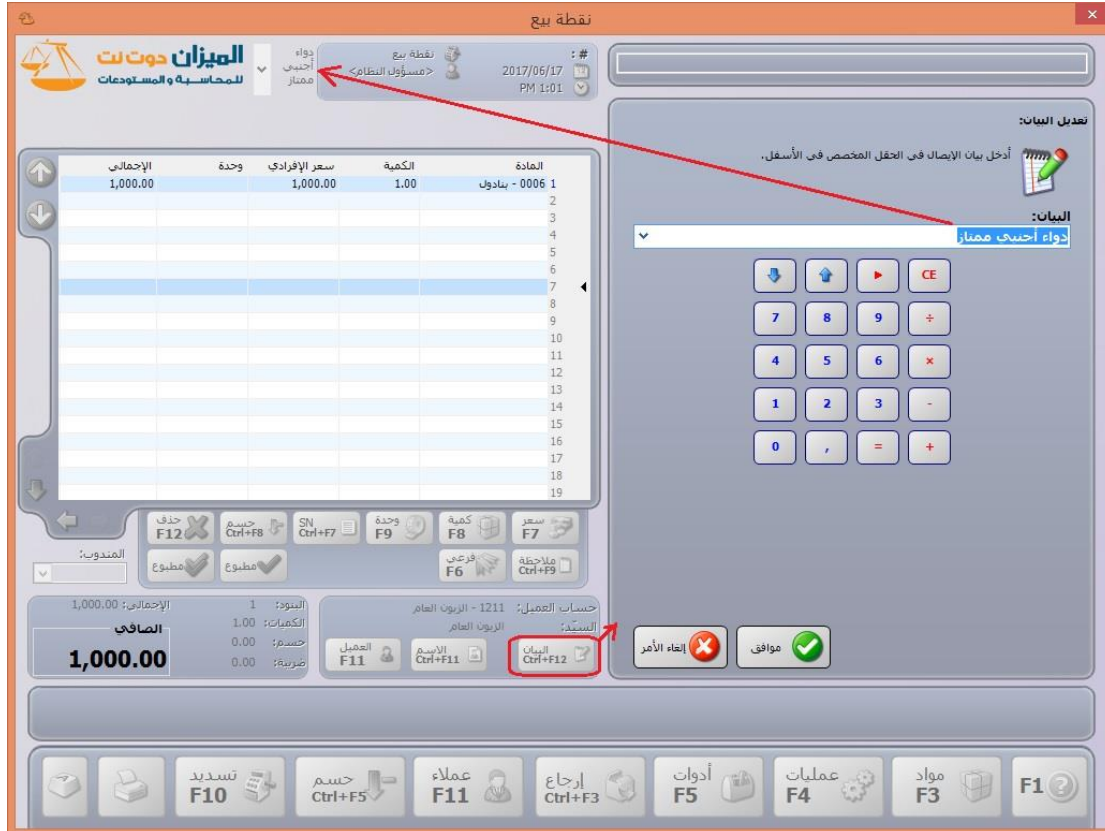 نقطة بيع
# :
2017/06/17
PM 1:01
نقطة بيع
<مسؤول النظام>
دواء
أجنبي
ممتاز
الميزان دوت نت
للمحاسبة والمستودعات
تعديل البيان:
أدخل بيان الإيصال في الحقل المخصص في الأسفل.
البيان:
دواء أجنبي ممتاز
CE
7 8 9 ÷
4 5 6 ×
1 2 3 -
0 , = +
موافق
إلغاء الأمر
المادة الكمية سعر الإفرادي وحدة الإجمالي
1 0006 - بنادول 1.00 1,000.00 1,000.00
2
3
4
5
6
7
8
9
10
11
12
13
14
15
16
17
18
19
سعر F7
كمية F8
وحدة F9
SN Ctrl+F7
حسم Ctrl+F8
حذف F12
ملاحظة Ctrl+F9
فرعي F6
مطبوع
مطبوع
المندوب:
حساب العميل: 1211 - الزبون العام
السيّد: الزبون العام
البيان Ctrl+F12
الاسم Ctrl+F11
العميل F11
البنود: 1
الكميات: 1.00
حسم: 0.00
ضريبة: 0.00
الإجمالي: 1,000.00
الصافي
1,000.00
F1
مواد F3
عمليات F4
أدوات F5
إرجاع Ctrl+F3
عملاء F11
حسم Ctrl+F5
تسديد F10